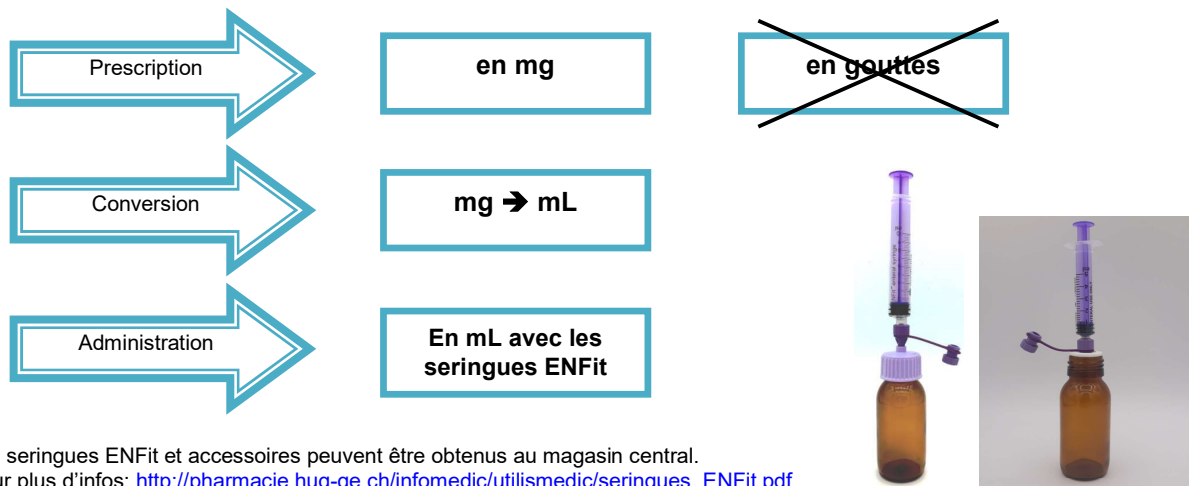 Prescription
en mg
en gouttes
Conversion
mg ➔ mL
Administration
En mL avec les
seringues ENFit
seringues ENFit et accessoires peuvent être obtenus au magasin central.
ur plus d'infos: http://pharmacie.hug-ge.ch/infomedic/utilismedic/seringues_ENFit.pdf